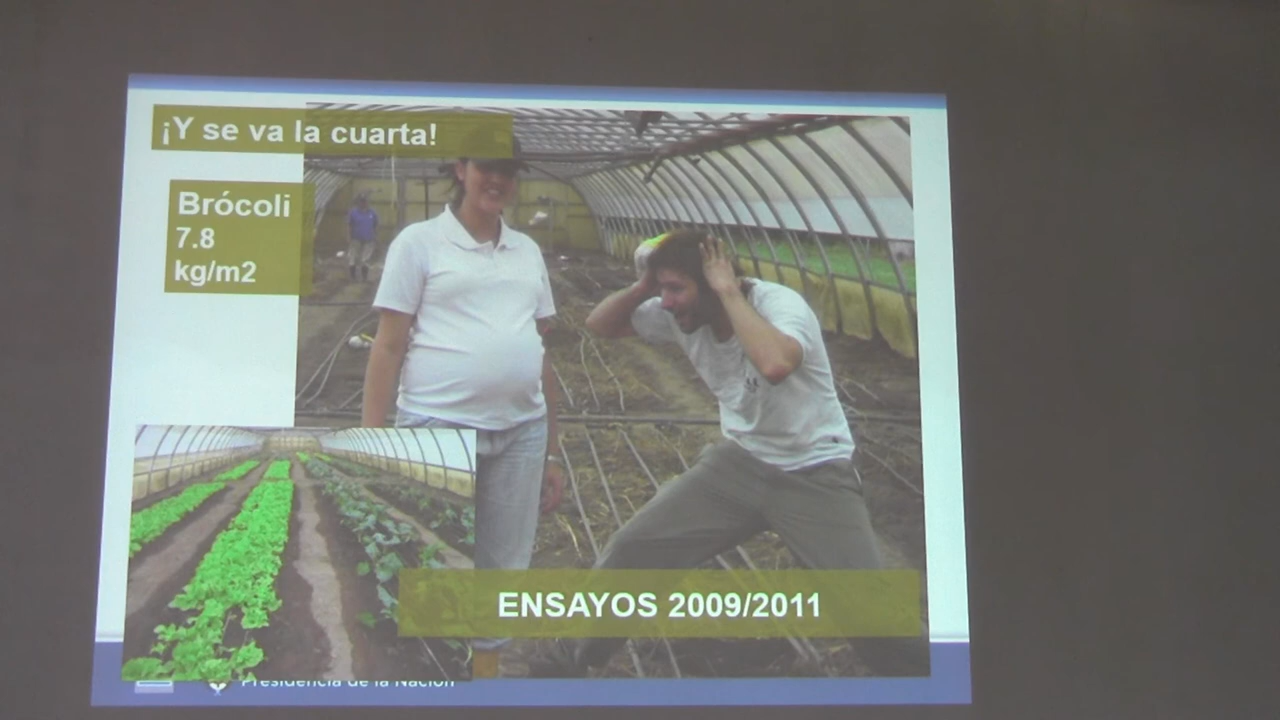 ¡Y se va la cuarta!
Brócoli
7.8
kg/m2
ENSAYOS 2009/2011
Presidencia de la Nación